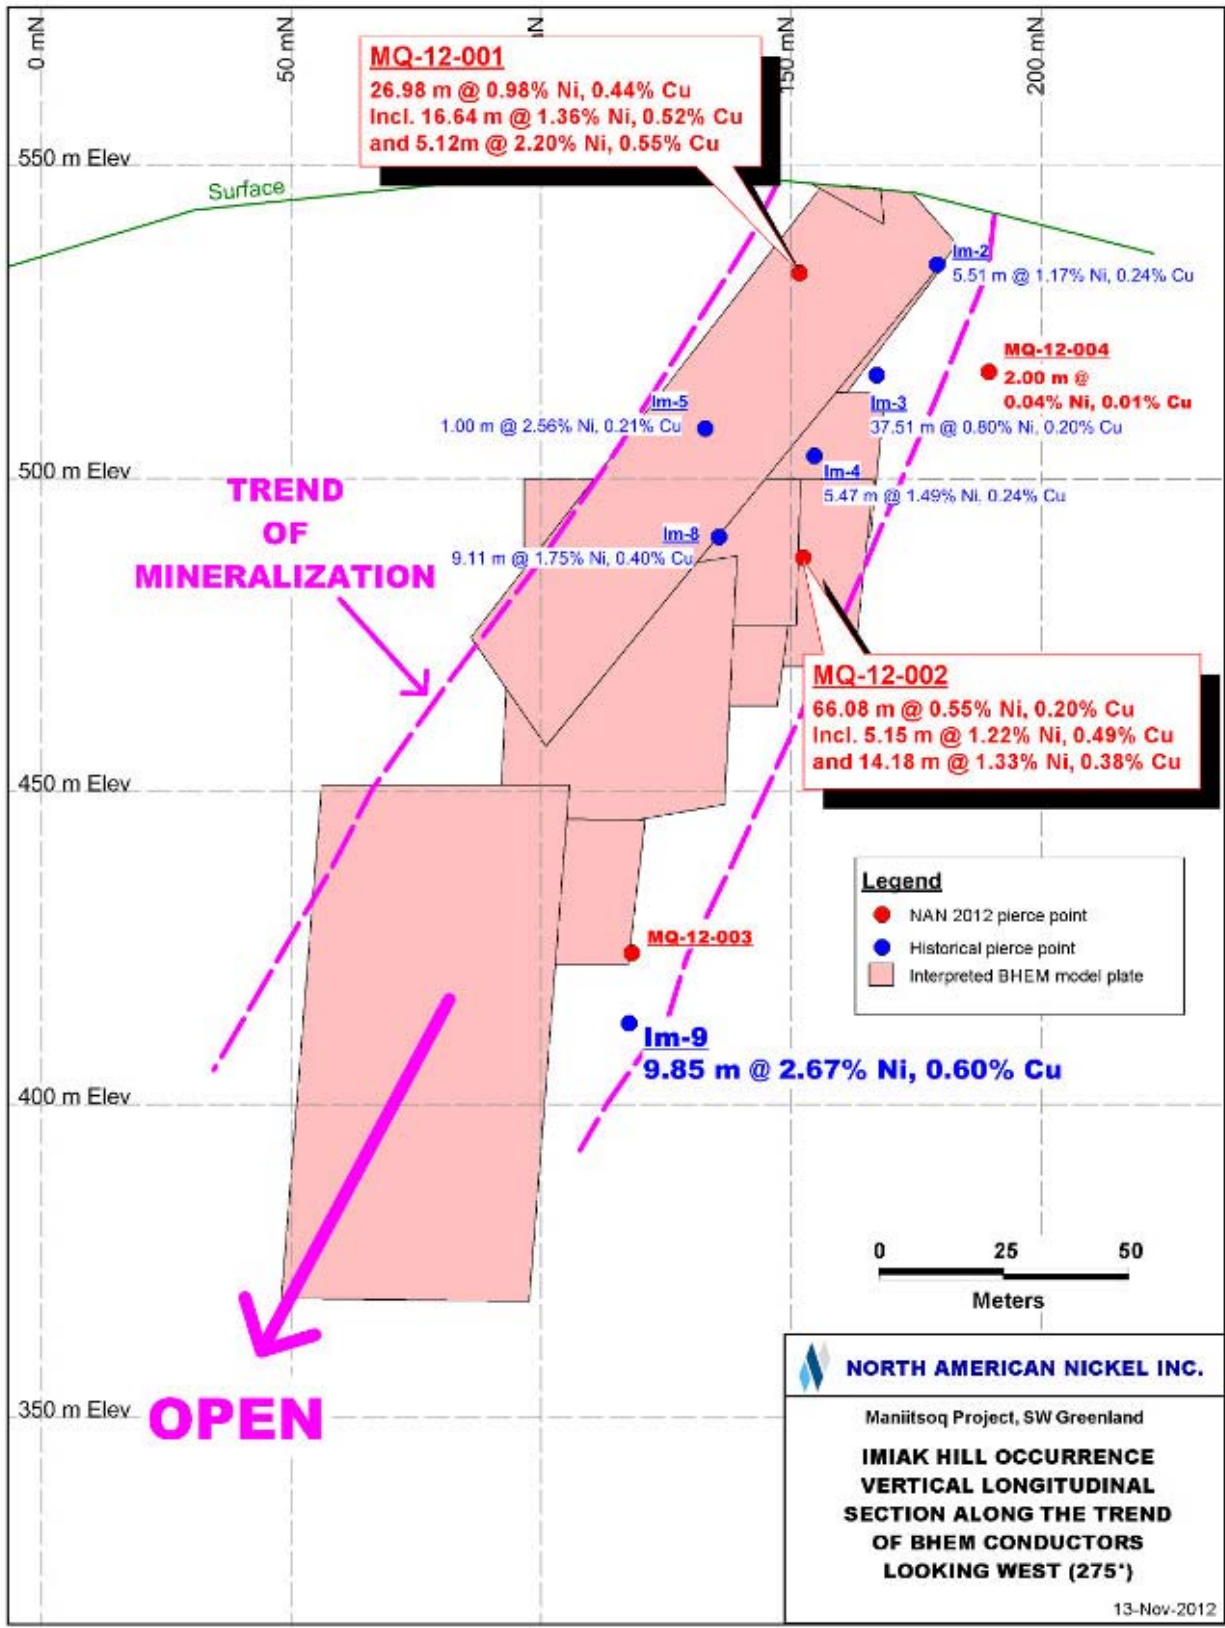 0 mN
50 mN
150 mN
200 mN
MQ-12-001
26.98 m @ 0.98% Ni, 0.44% Cu
Incl. 16.64 m @ 1.36% Ni, 0.52% Cu
and 5.12m @ 2.20% Ni, 0.55% Cu
550 m Elev
Surface
Im-2
5.51 m @ 1.17% Ni, 0.24% Cu
MQ-12-004
2.00 m @
0.04% Ni, 0.01% Cu
Im-5
1.00 m @ 2.56% Ni, 0.21% Cu
Im-3
37.51 m @ 0.80% Ni, 0.20% Cu
500 m Elev
Im-4
5.47 m @ 1.49% Ni, 0.24% Cu
TREND
OF
MINERALIZATION
Im-8
9.11 m @ 1.75% Ni, 0.40% Cu
MQ-12-002
66.08 m @ 0.55% Ni, 0.20% Cu
Incl. 5.15 m @ 1.22% Ni, 0.49% Cu
and 14.18 m @ 1.33% Ni, 0.38% Cu
450 m Elev
Legend
NAN 2012 pierce point
Historical pierce point
Interpreted BHEM model plate
MQ-12-003
Im-9
9.85 m @ 2.67% Ni, 0.60% Cu
400 m Elev
0 25 50
Meters
350 m Elev
OPEN
NORTH AMERICAN NICKEL INC.
Maniitsoq Project, SW Greenland
IMIAK HILL OCCURRENCE
VERTICAL LONGITUDINAL
SECTION ALONG THE TREND
OF BHEM CONDUCTORS
LOOKING WEST (275°)
13-Nov-2012